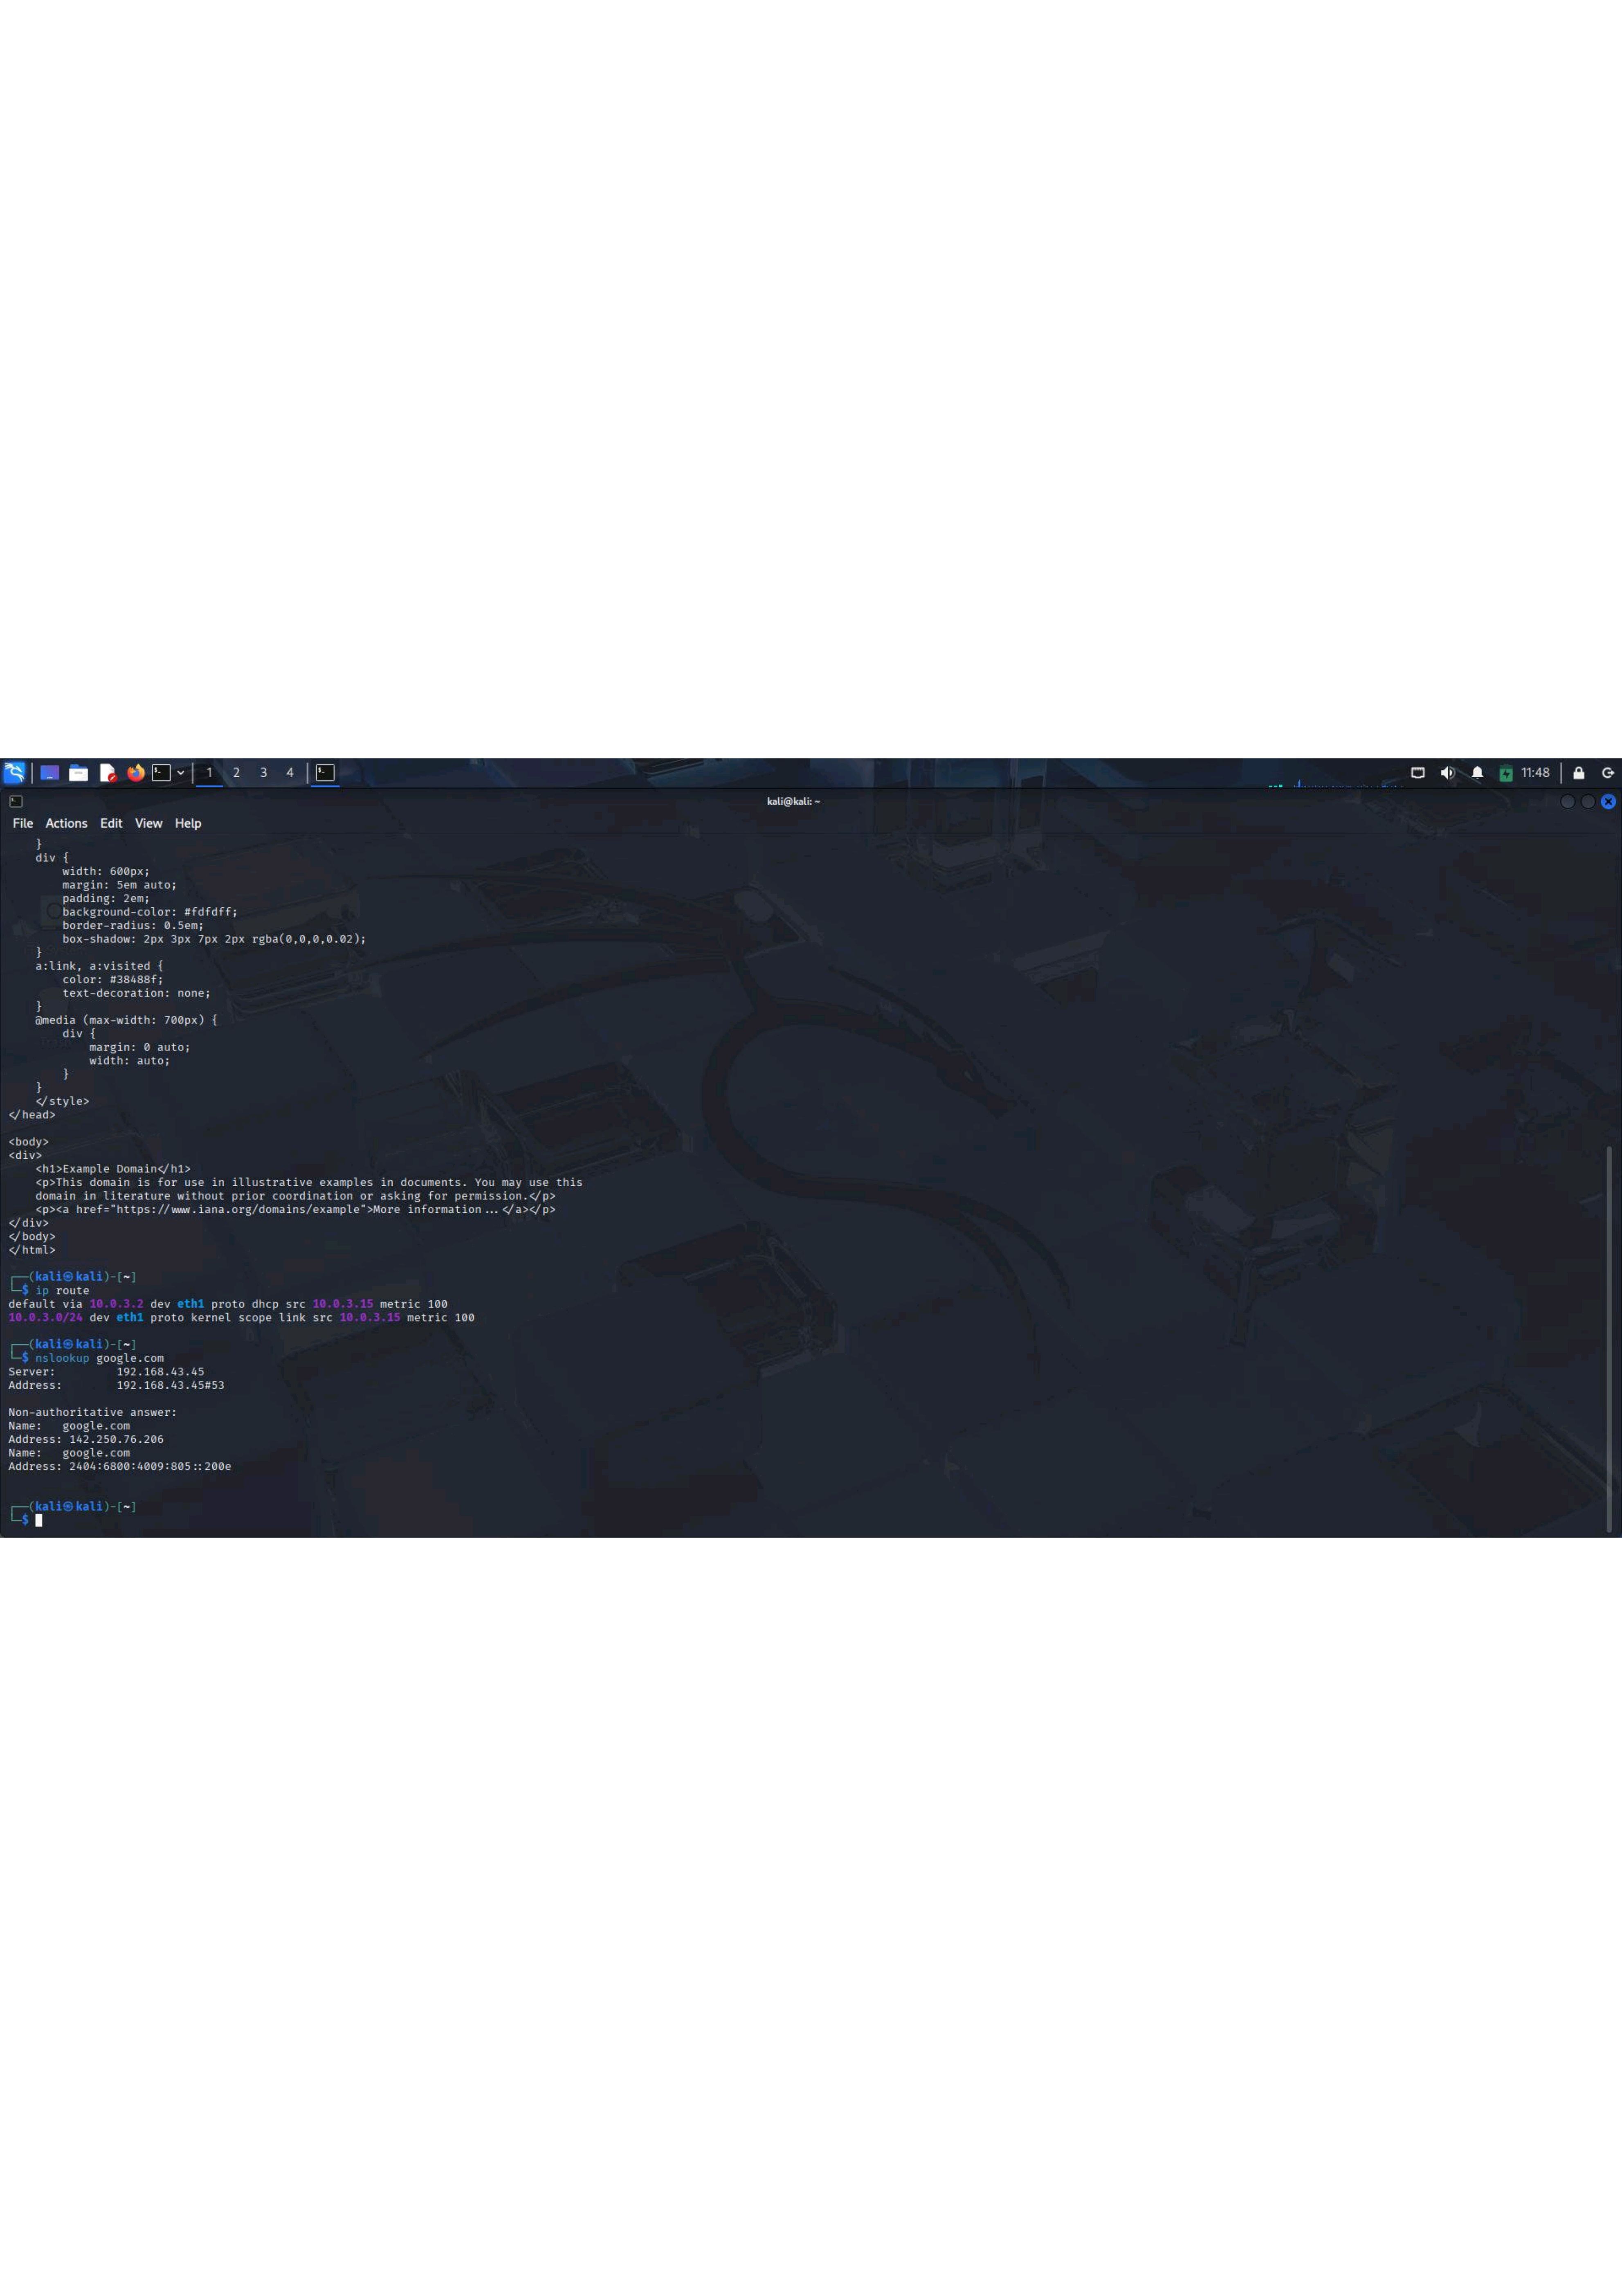 1 2 3 4
11:48
kali@kali: ~
File Actions Edit View Help
    }
    div {
        width: 600px;
        margin: 5em auto;
        padding: 2em;
        background-color: #fdfdff;
        border-radius: 0.5em;
        box-shadow: 2px 3px 7px 2px rgba(0,0,0,0.02);
    }
    a:link, a:visited {
        color: #38488f;
        text-decoration: none;
    }
    @media (max-width: 700px) {
        div {
            margin: 0 auto;
            width: auto;
        }
    }
    </style>
</head>
<body>
<div>
    <h1>Example Domain</h1>
    <p>This domain is for use in illustrative examples in documents. You may use this
    domain in literature without prior coordination or asking for permission.</p>
    <p><a href="https://www.iana.org/domains/example">More information...</a></p>
</div>
</body>
</html>
┌──(kali㉿kali)-[~]
└─$ ip route
default via 10.0.3.2 dev eth1 proto dhcp src 10.0.3.15 metric 100
10.0.3.0/24 dev eth1 proto kernel scope link src 10.0.3.15 metric 100
┌──(kali㉿kali)-[~]
└─$ nslookup google.com
Server:         192.168.43.45
Address:        192.168.43.45#53
Non-authoritative answer:
Name:   google.com
Address: 142.250.76.206
Name:   google.com
Address: 2404:6800:4009:805::200e
┌──(kali㉿kali)-[~]
└─$